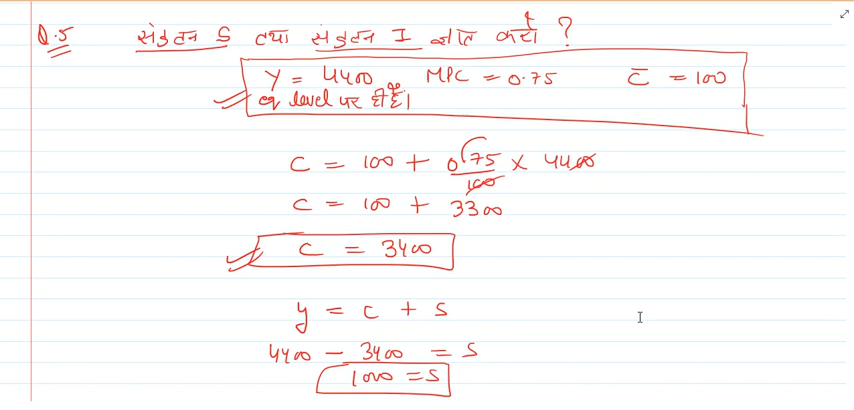 Q.5 संतुलन S तथा संतुलन I ज्ञात करो ?
Y = 4400 MPC = 0.75 C̅ = 100
level पर दी है।
C = 100 + 0.75/100 × 4400
C = 100 + 3300
C = 3400
y = C + S
4400 - 3400 = S
1000 = S